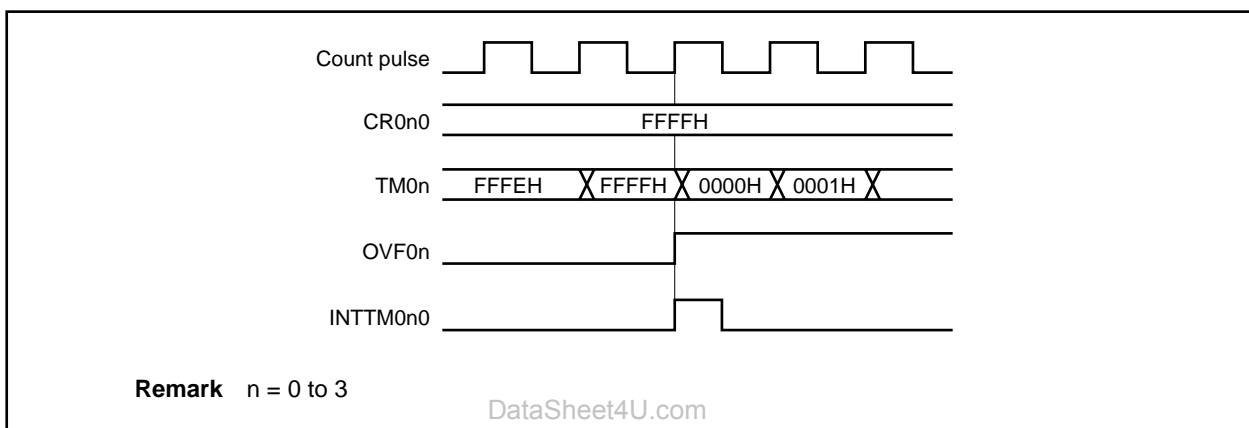 Count pulse
CR0n0 FFFFH
TM0n FFFEH FFFFH 0000H 0001H
OVF0n
INTTM0n0
Remark n = 0 to 3
DataSheet4U.com